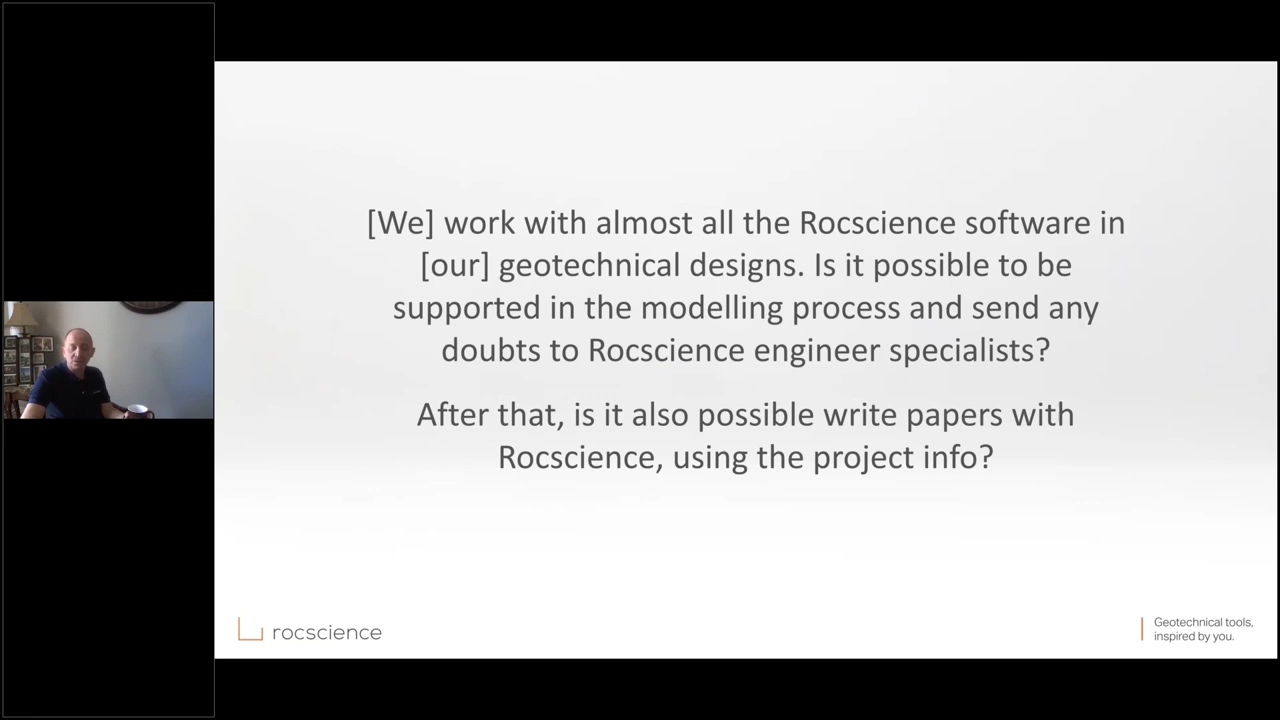 [We] work with almost all the Rocscience software in
[our] geotechnical designs. Is it possible to be
supported in the modelling process and send any
doubts to Rocscience engineer specialists?
After that, is it also possible write papers with
Rocscience, using the project info?
rocscience
Geotechnical tools,
inspired by you.